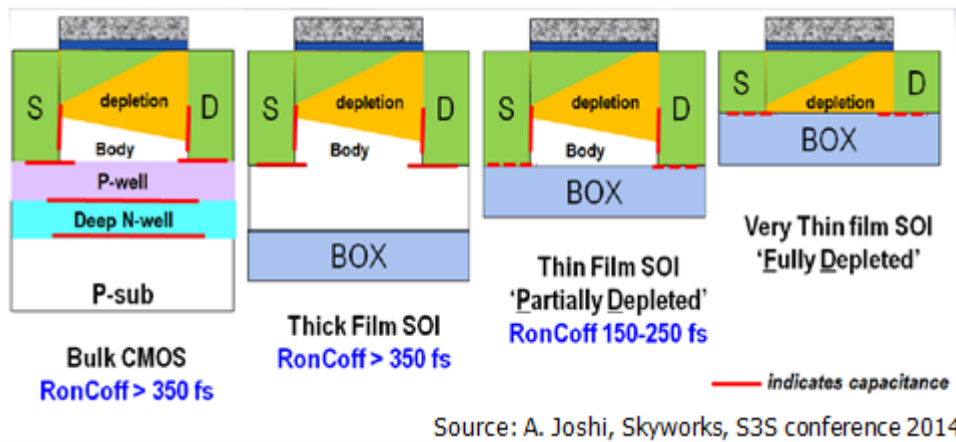 S
depletion
D
Body
P-well
Deep N-well
P-sub
Bulk CMOS
RonCoff > 350 fs
S
depletion
D
Body
BOX
Thick Film SOI
RonCoff > 350 fs
S
depletion
D
Body
BOX
Thin Film SOI
‘Partially Depleted’
RonCoff 150-250 fs
S
depletion
D
BOX
Very Thin film SOI
‘Fully Depleted’
indicates capacitance
Source: A. Joshi, Skyworks, S3S conference 2014